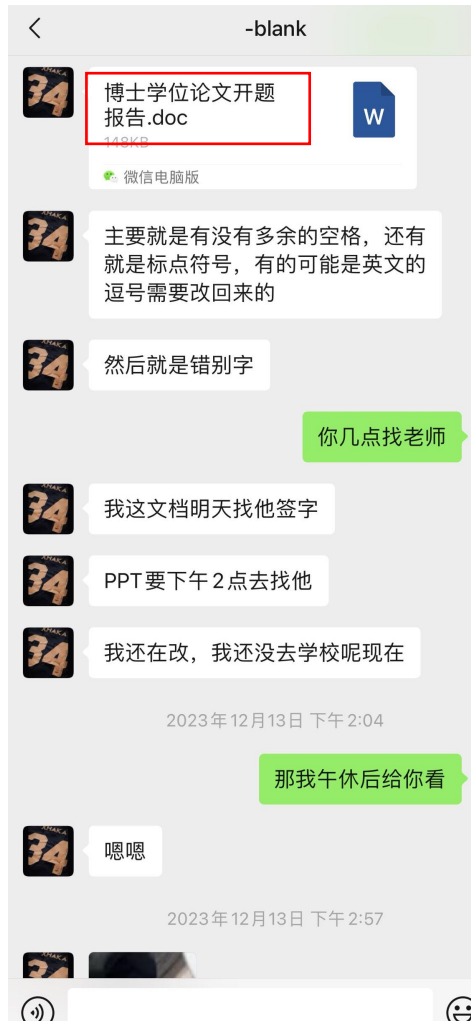 -blank
博士学位论文开题
报告.doc
148KB
W
微信电脑版
主要就是有没有多余的空格，还有
就是标点符号，有的可能是英文的
逗号需要改回来的
然后就是错别字
你几点找老师
我这文档明天找他签字
PPT要下午2点去找他
我还在改，我还没去学校呢现在
2023年12月13日 下午2:04
那我午休后给你看
嗯嗯
2023年12月13日 下午2:57